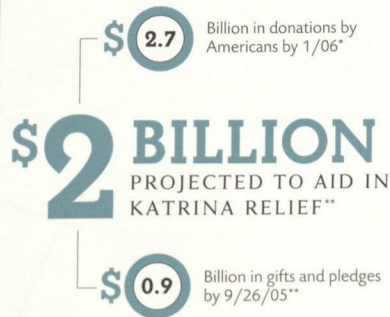 $ 2.7 Billion in donations by
Americans by 1/06*
$2 BILLION
PROJECTED TO AID IN
KATRINA RELIEF**
$ 0.9 Billion in gifts and pledges
by 9/26/05**